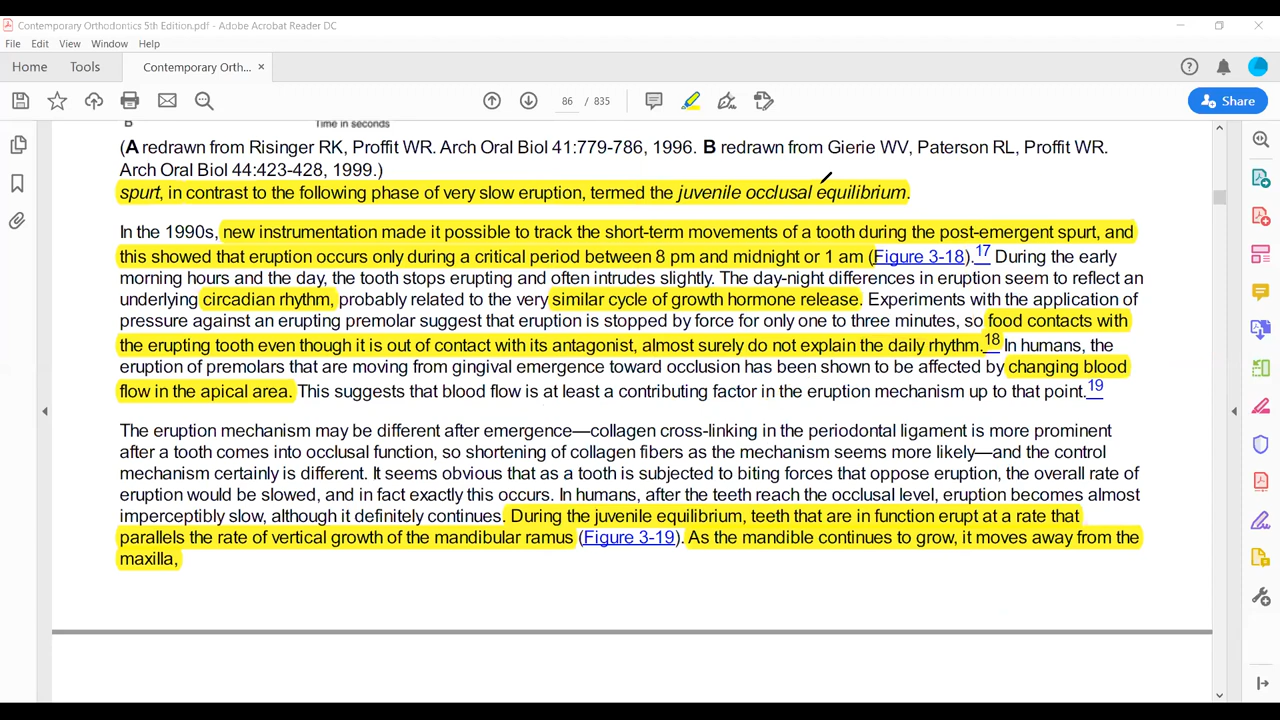 Contemporary Orthodontics 5th Edition.pdf - Adobe Acrobat Reader DC
File Edit View Window Help
Home Tools Contemporary Orth... ×
86 / 835 Share
B Time in seconds
(A redrawn from Risinger RK, Proffit WR. Arch Oral Biol 41:779-786, 1996. B redrawn from Gierie WV, Paterson RL, Proffit WR.
Arch Oral Biol 44:423-428, 1999.)
spurt, in contrast to the following phase of very slow eruption, termed the juvenile occlusal equilibrium.
In the 1990s, new instrumentation made it possible to track the short-term movements of a tooth during the post-emergent spurt, and
this showed that eruption occurs only during a critical period between 8 pm and midnight or 1 am (Figure 3-18).17 During the early
morning hours and the day, the tooth stops erupting and often intrudes slightly. The day-night differences in eruption seem to reflect an
underlying circadian rhythm, probably related to the very similar cycle of growth hormone release. Experiments with the application of
pressure against an erupting premolar suggest that eruption is stopped by force for only one to three minutes, so food contacts with
the erupting tooth even though it is out of contact with its antagonist, almost surely do not explain the daily rhythm.18 In humans, the
eruption of premolars that are moving from gingival emergence toward occlusion has been shown to be affected by changing blood
flow in the apical area. This suggests that blood flow is at least a contributing factor in the eruption mechanism up to that point.19
The eruption mechanism may be different after emergence—collagen cross-linking in the periodontal ligament is more prominent
after a tooth comes into occlusal function, so shortening of collagen fibers as the mechanism seems more likely—and the control
mechanism certainly is different. It seems obvious that as a tooth is subjected to biting forces that oppose eruption, the overall rate of
eruption would be slowed, and in fact exactly this occurs. In humans, after the teeth reach the occlusal level, eruption becomes almost
imperceptibly slow, although it definitely continues. During the juvenile equilibrium, teeth that are in function erupt at a rate that
parallels the rate of vertical growth of the mandibular ramus (Figure 3-19). As the mandible continues to grow, it moves away from the
maxilla,